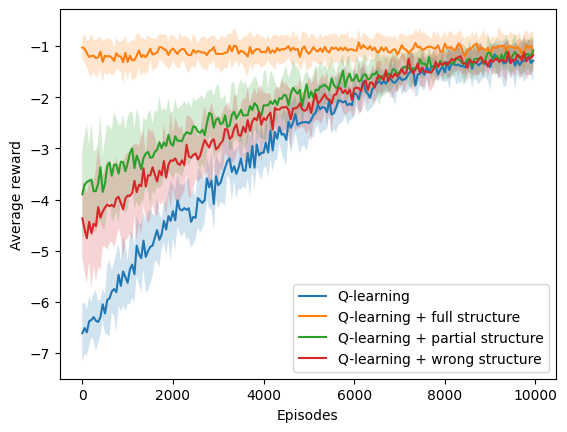 −1
−2
−3
−4
−5
−6
−7
Average reward
0
2000
4000
6000
8000
10000
Episodes
Q-learning
Q-learning + full structure
Q-learning + partial structure
Q-learning + wrong structure